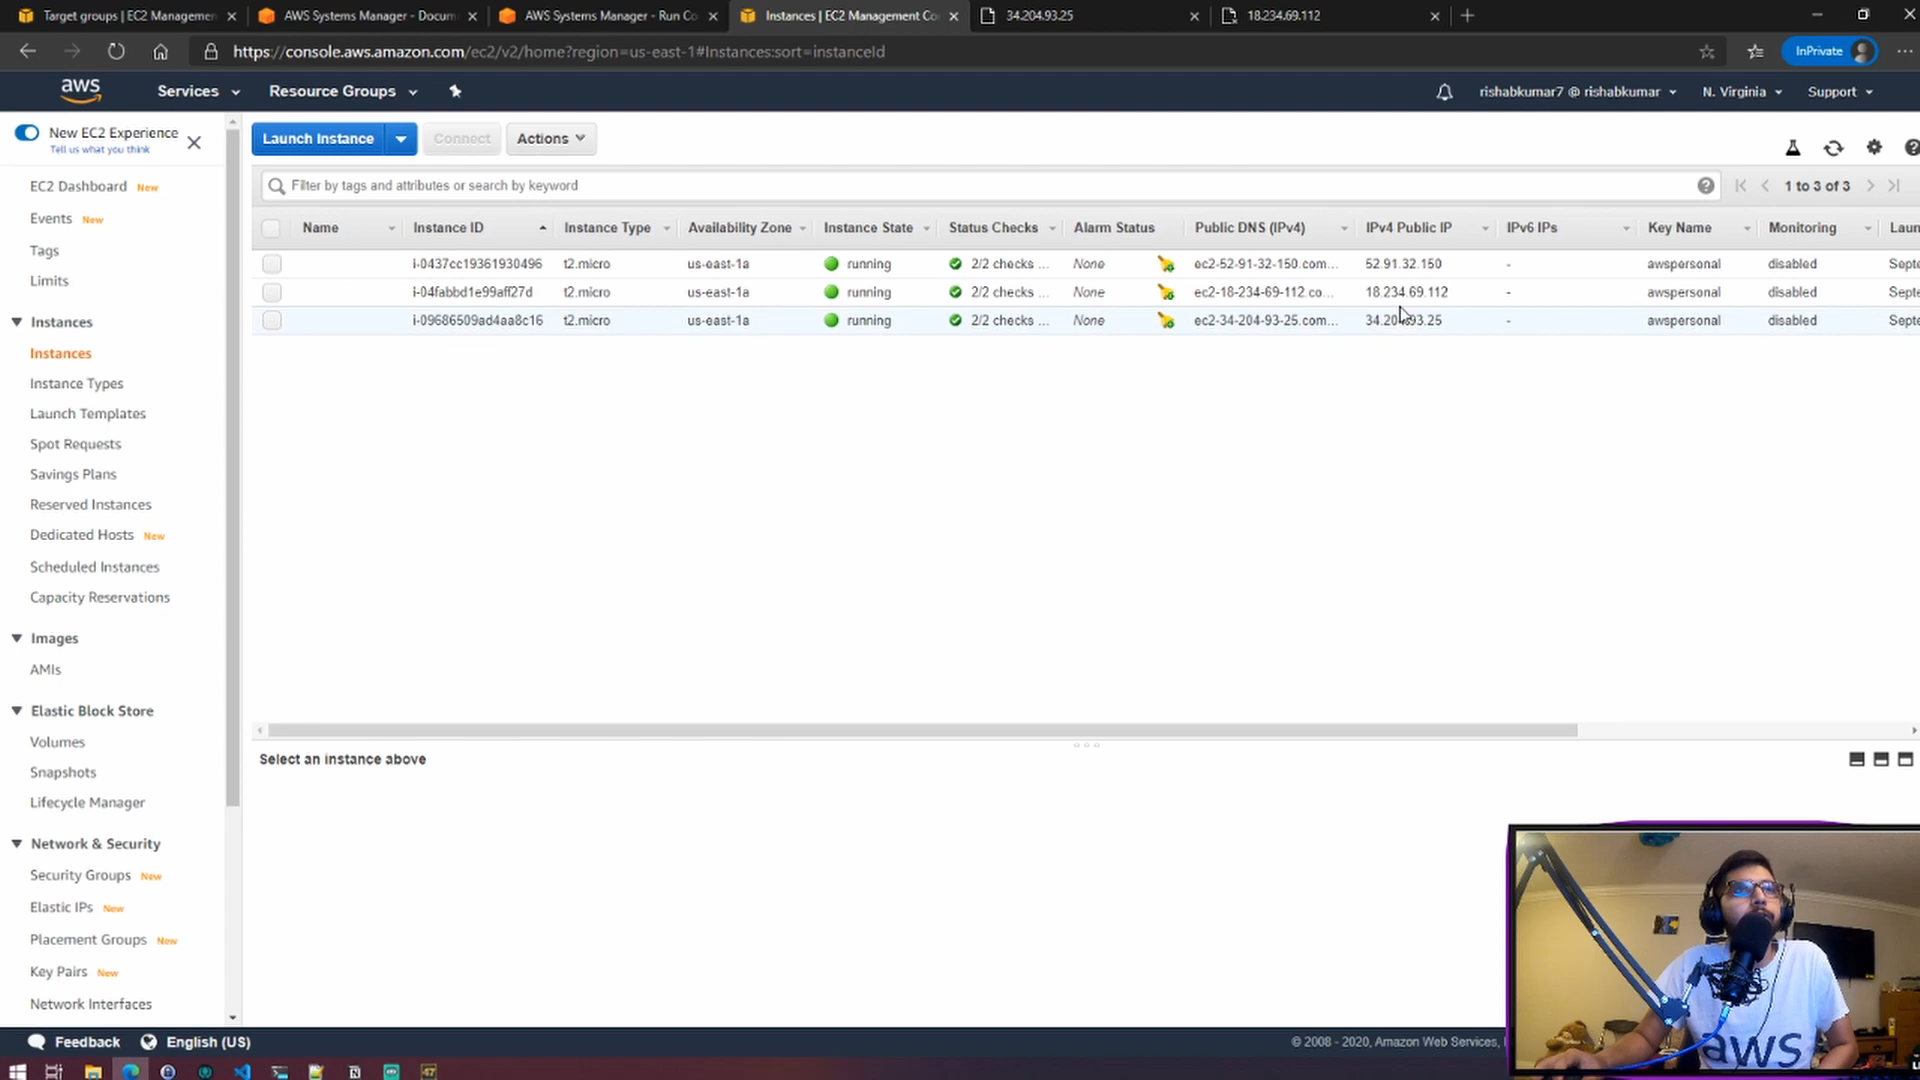 Target groups | EC2 Managemen
AWS Systems Manager - Docum
AWS Systems Manager - Run Co
Instances | EC2 Management Co
34.204.93.25
18.234.69.112
https://console.aws.amazon.com/ec2/v2/home?region=us-east-1#Instances:sort=instanceId
InPrivate
aws
Services
Resource Groups
rishabkumar7 @ rishabkumar
N. Virginia
Support
New EC2 Experience
Tell us what you think
Launch Instance
Connect
Actions
EC2 Dashboard New
Events New
Tags
Limits
Instances
Instances
Instance Types
Launch Templates
Spot Requests
Savings Plans
Reserved Instances
Dedicated Hosts New
Scheduled Instances
Capacity Reservations
Images
AMIs
Elastic Block Store
Volumes
Snapshots
Lifecycle Manager
Network & Security
Security Groups New
Elastic IPs New
Placement Groups New
Key Pairs New
Network Interfaces
Filter by tags and attributes or search by keyword
1 to 3 of 3
Name Instance ID Instance Type Availability Zone Instance State Status Checks Alarm Status Public DNS (IPv4) IPv4 Public IP IPv6 IPs Key Name Monitoring Laun
i-0437cc19361930496 t2.micro us-east-1a running 2/2 checks ... None ec2-52-91-32-150.com... 52.91.32.150 - awspersonal disabled Septe
i-04fabbd1e99aff27d t2.micro us-east-1a running 2/2 checks ... None ec2-18-234-69-112.co... 18.234.69.112 - awspersonal disabled Septe
i-09686509ad4aa8c16 t2.micro us-east-1a running 2/2 checks ... None ec2-34-204-93-25.com... 34.204.93.25 - awspersonal disabled Septe
Select an instance above
aws
Feedback
English (US)
© 2008 - 2020, Amazon Web Services,